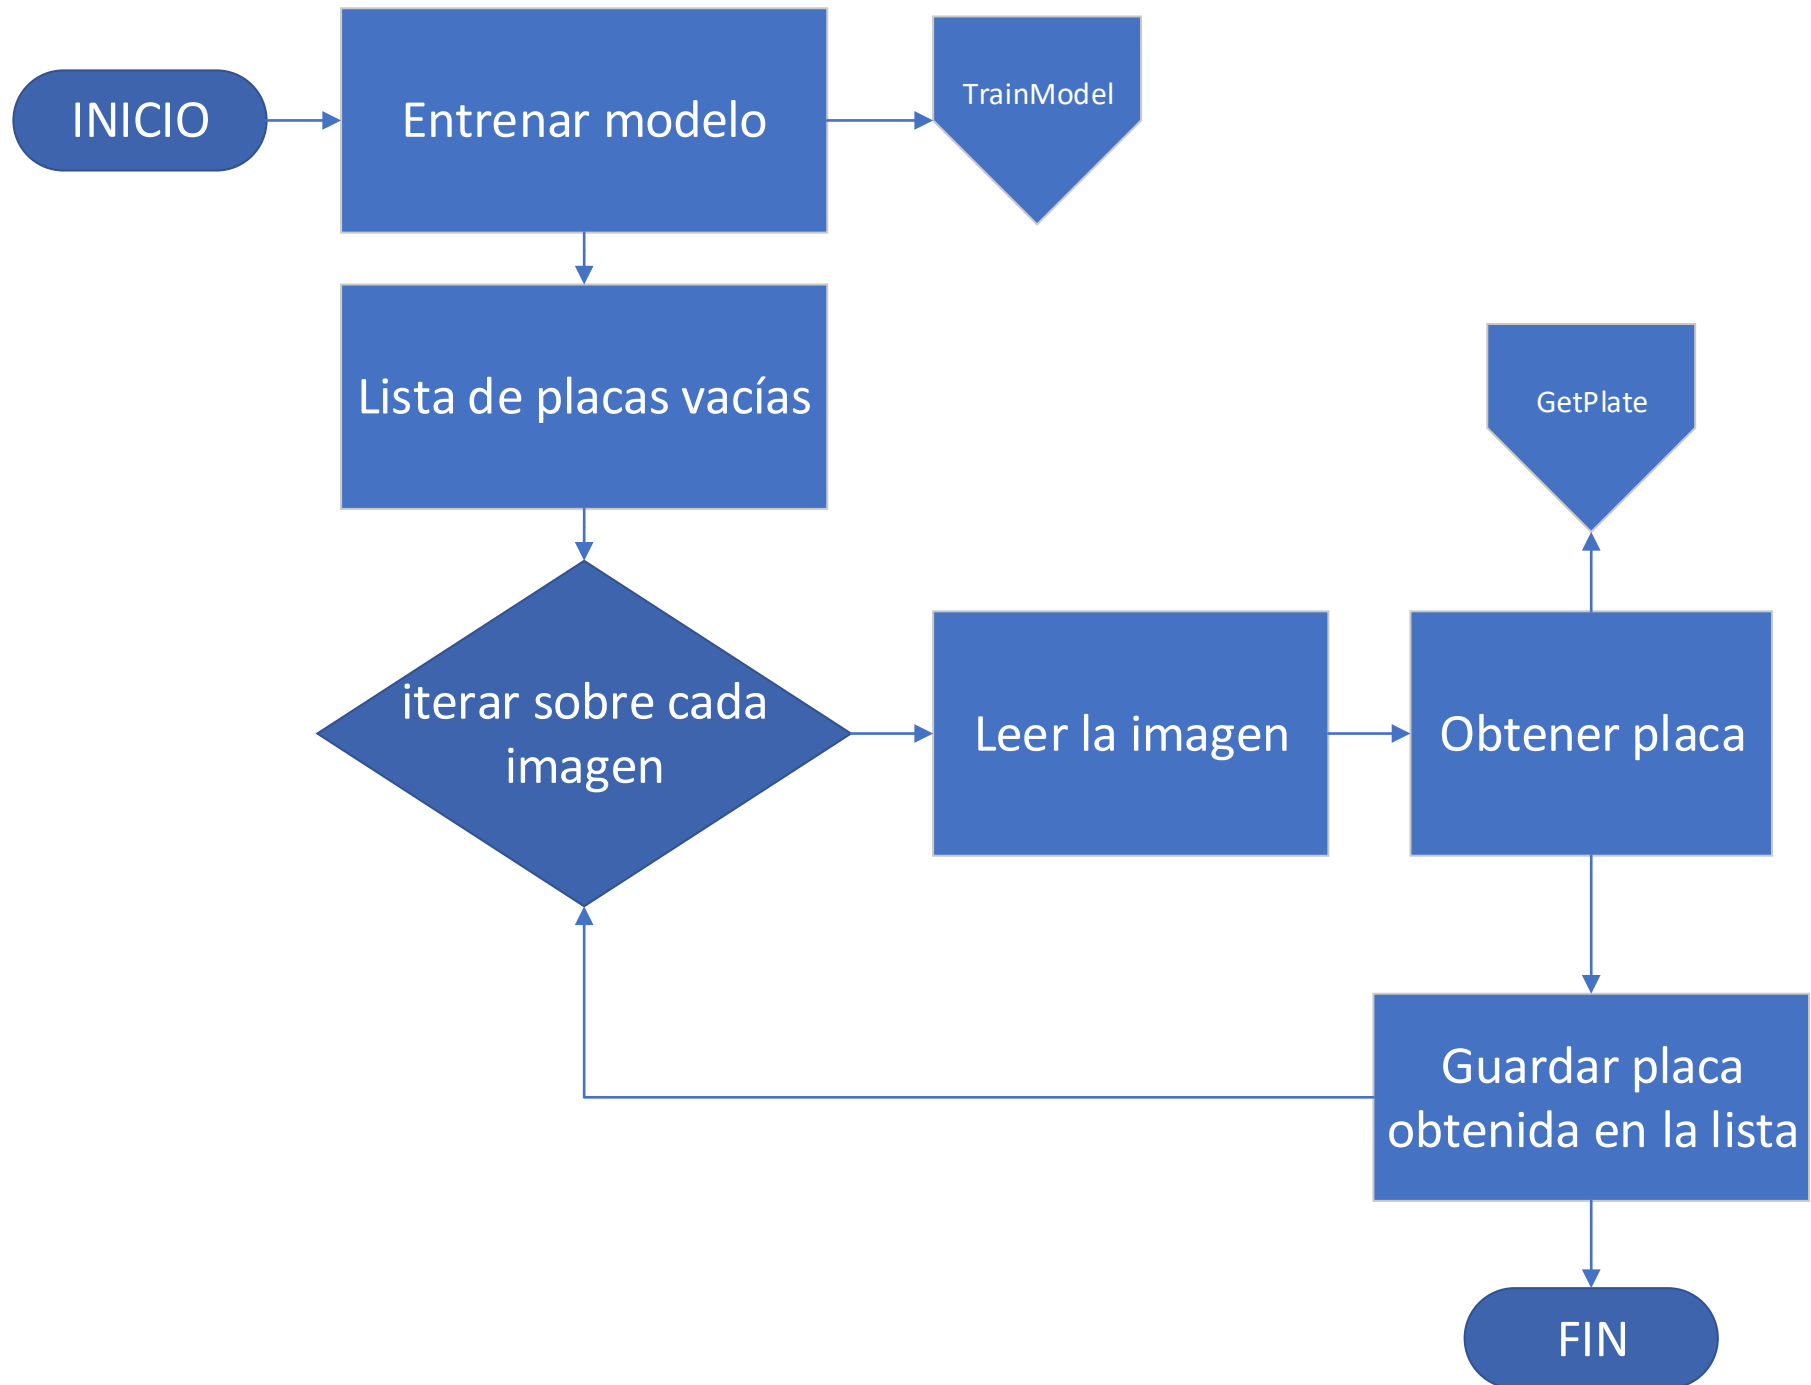 INICIO
Entrenar modelo
TrainModel
Lista de placas vacías
GetPlate
iterar sobre cada
imagen
Leer la imagen
Obtener placa
Guardar placa
obtenida en la lista
FIN